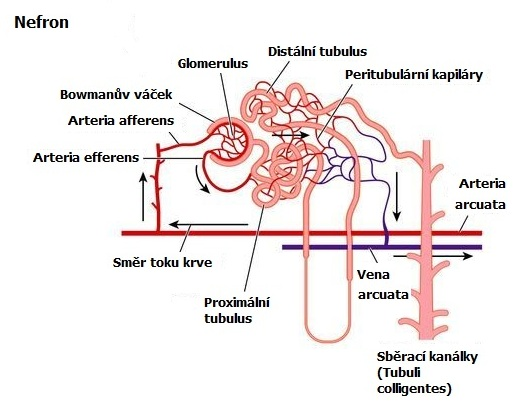 Nefron
Distální tubulus
Glomerulus
Peritubulární kapiláry
Bowmanův váček
Arteria afferens
Arteria efferens
Arteria
arcuata
Směr toku krve
Vena
arcuata
Proximální
tubulus
Sběrací kanálky
(Tubuli
colligentes)